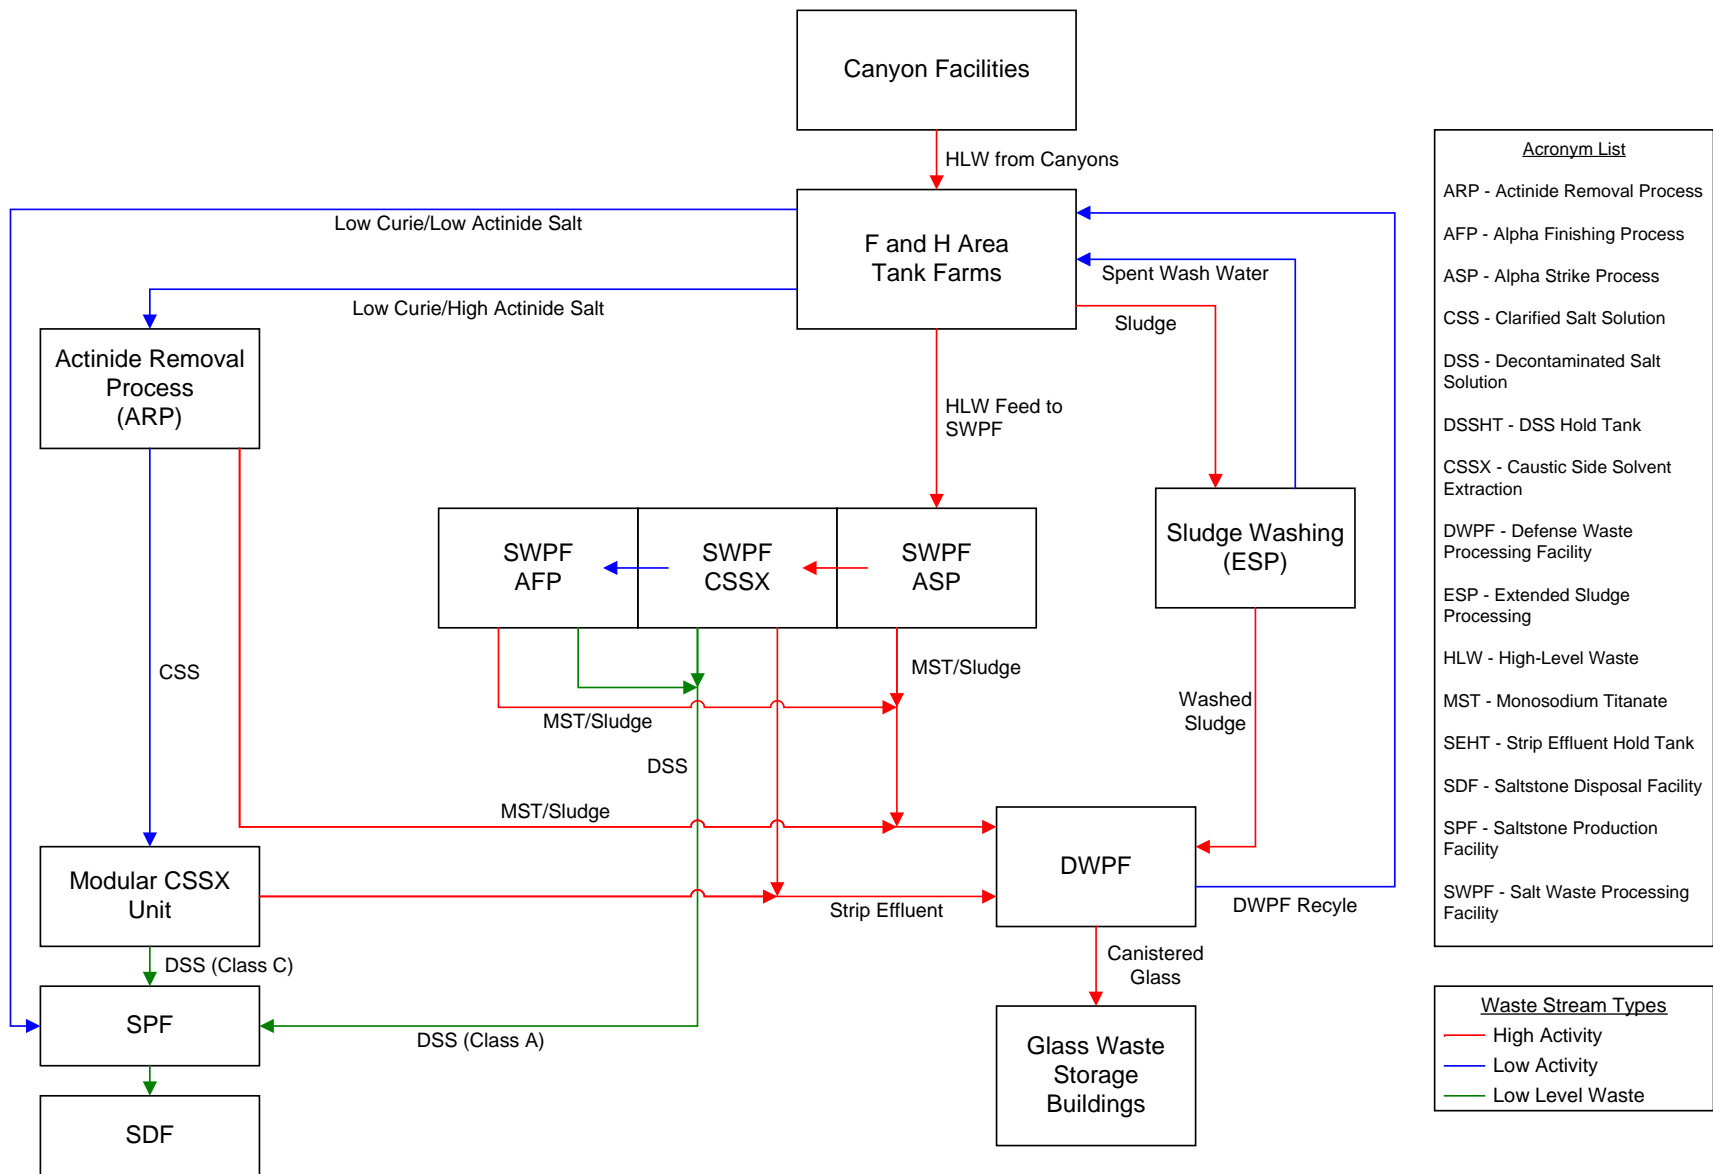 Canyon Facilities
HLW from Canyons
Low Curie/Low Actinide Salt
F and H Area
Tank Farms
Spent Wash Water
Low Curie/High Actinide Salt
Sludge
Actinide Removal
Process
(ARP)
HLW Feed to
SWPF
SWPF
AFP
SWPF
CSSX
SWPF
ASP
Sludge Washing
(ESP)
CSS
MST/Sludge
MST/Sludge
Washed
Sludge
DSS
MST/Sludge
Modular CSSX
Unit
DWPF
Strip Effluent
DWPF Recyle
DSS (Class C)
Canistered
Glass
SPF
DSS (Class A)
Glass Waste
Storage
Buildings
SDF
Acronym List
ARP - Actinide Removal Process
AFP - Alpha Finishing Process
ASP - Alpha Strike Process
CSS - Clarified Salt Solution
DSS - Decontaminated Salt
Solution
DSSHT - DSS Hold Tank
CSSX - Caustic Side Solvent
Extraction
DWPF - Defense Waste
Processing Facility
ESP - Extended Sludge
Processing
HLW - High-Level Waste
MST - Monosodium Titanate
SEHT - Strip Effluent Hold Tank
SDF - Saltstone Disposal Facility
SPF - Saltstone Production
Facility
SWPF - Salt Waste Processing
Facility
Waste Stream Types
High Activity
Low Activity
Low Level Waste